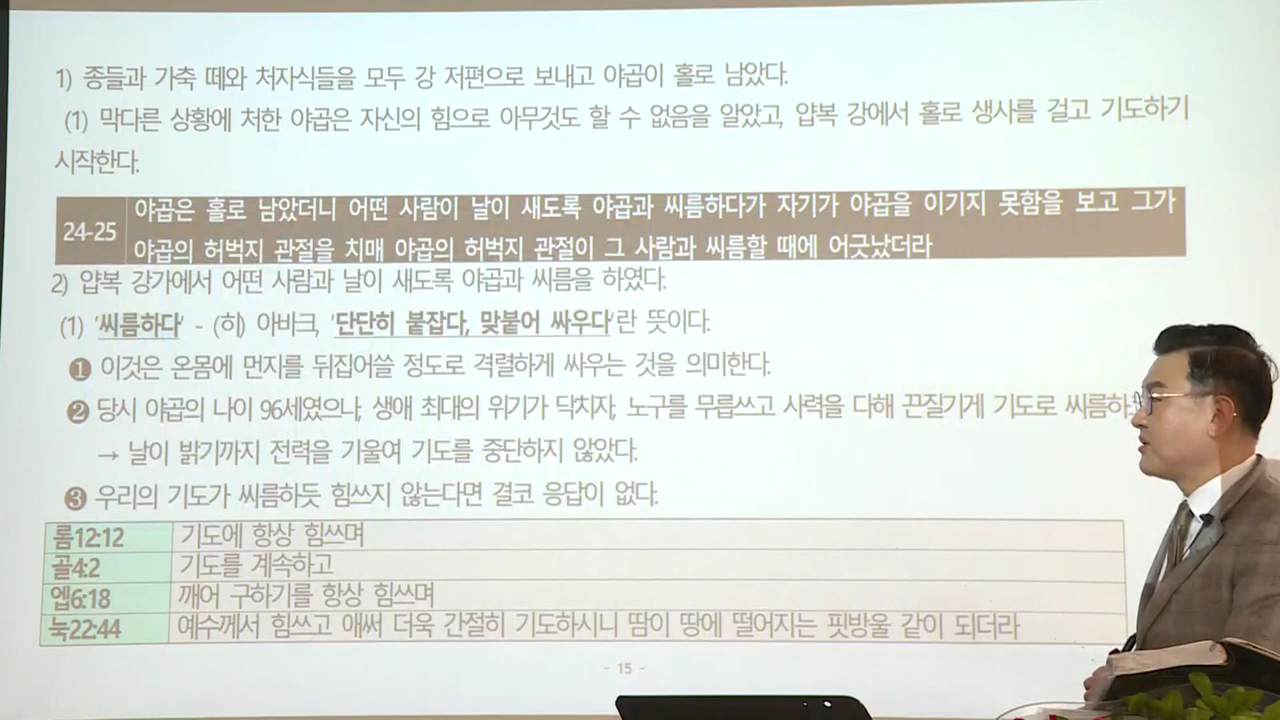 1) 종들과 가축 떼와 처자식들을 모두 강 저편으로 보내고 야곱이 홀로 남았다.
(1) 막다른 상황에 처한 야곱은 자신의 힘으로 아무것도 할 수 없음을 알았고, 얍복 강에서 홀로 생사를 걸고 기도하기
시작한다.
24-25 야곱은 홀로 남았더니 어떤 사람이 날이 새도록 야곱과 씨름하다가 자기가 야곱을 이기지 못함을 보고 그가
야곱의 허벅지 관절을 치매 야곱의 허벅지 관절이 그 사람과 씨름할 때에 어긋났더라
2) 얍복 강가에서 어떤 사람과 날이 새도록 야곱과 씨름을 하였다.
(1) '씨름하다' - (히) 아바크, '단단히 붙잡다, 맞붙어 싸우다'란 뜻이다.
❶ 이것은 온몸에 먼지를 뒤집어쓸 정도로 격렬하게 싸우는 것을 의미한다.
❷ 당시 야곱의 나이 96세였으나, 생애 최대의 위기가 닥치자, 노구를 무릅쓰고 사력을 다해 끈질기게 기도로 씨름하
→ 날이 밝기까지 전력을 기울여 기도를 중단하지 않았다.
❸ 우리의 기도가 씨름하듯 힘쓰지 않는다면 결코 응답이 없다.
롬12:12 기도에 항상 힘쓰며
골4:2 기도를 계속하고
엡6:18 깨어 구하기를 항상 힘쓰며
눅22:44 예수께서 힘쓰고 애써 더욱 간절히 기도하시니 땀이 땅에 떨어지는 핏방울 같이 되더라
- 15 -